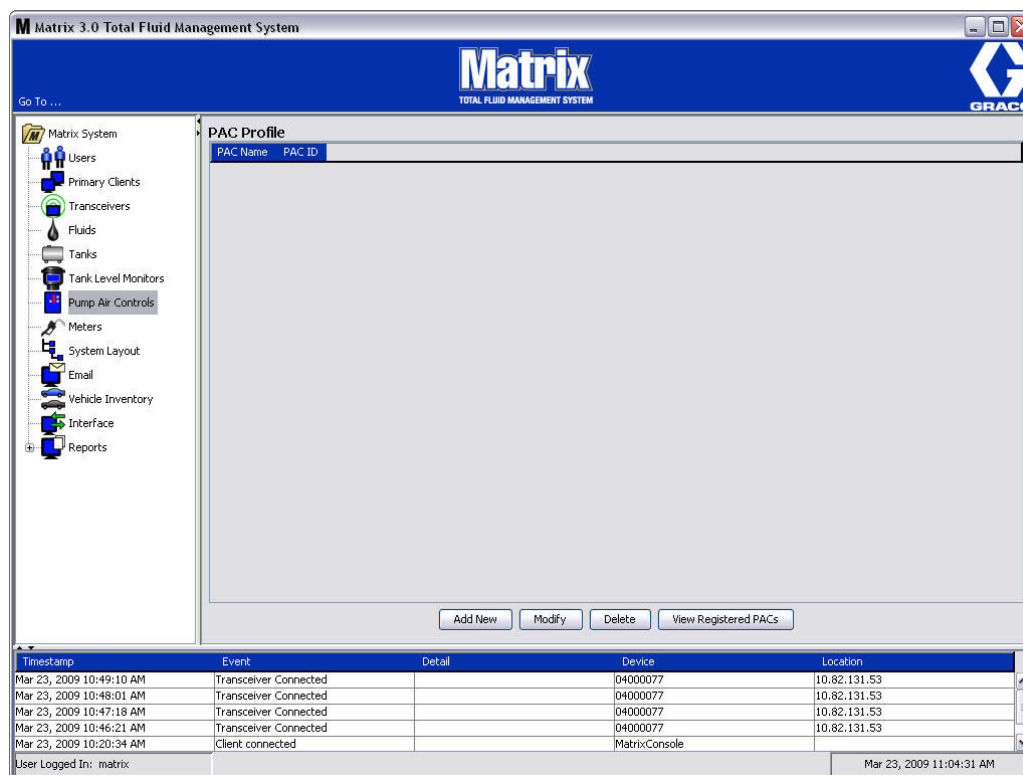 M Matrix 3.0 Total Fluid Management System
Matrix
TOTAL FLUID MANAGEMENT SYSTEM
Go To ...
GRACO
Matrix System
Users
Primary Clients
Transceivers
Fluids
Tanks
Tank Level Monitors
Pump Air Controls
Meters
System Layout
Email
Vehicle Inventory
Interface
Reports
PAC Profile
PAC Name PAC ID
Add New Modify Delete View Registered PACs
Timestamp Event Detail Device Location
Mar 23, 2009 10:49:10 AM Transceiver Connected 04000077 10.82.131.53
Mar 23, 2009 10:48:01 AM Transceiver Connected 04000077 10.82.131.53
Mar 23, 2009 10:47:18 AM Transceiver Connected 04000077 10.82.131.53
Mar 23, 2009 10:46:21 AM Transceiver Connected 04000077 10.82.131.53
Mar 23, 2009 10:20:34 AM Client connected MatrixConsole
User Logged In: matrix Mar 23, 2009 11:04:31 AM